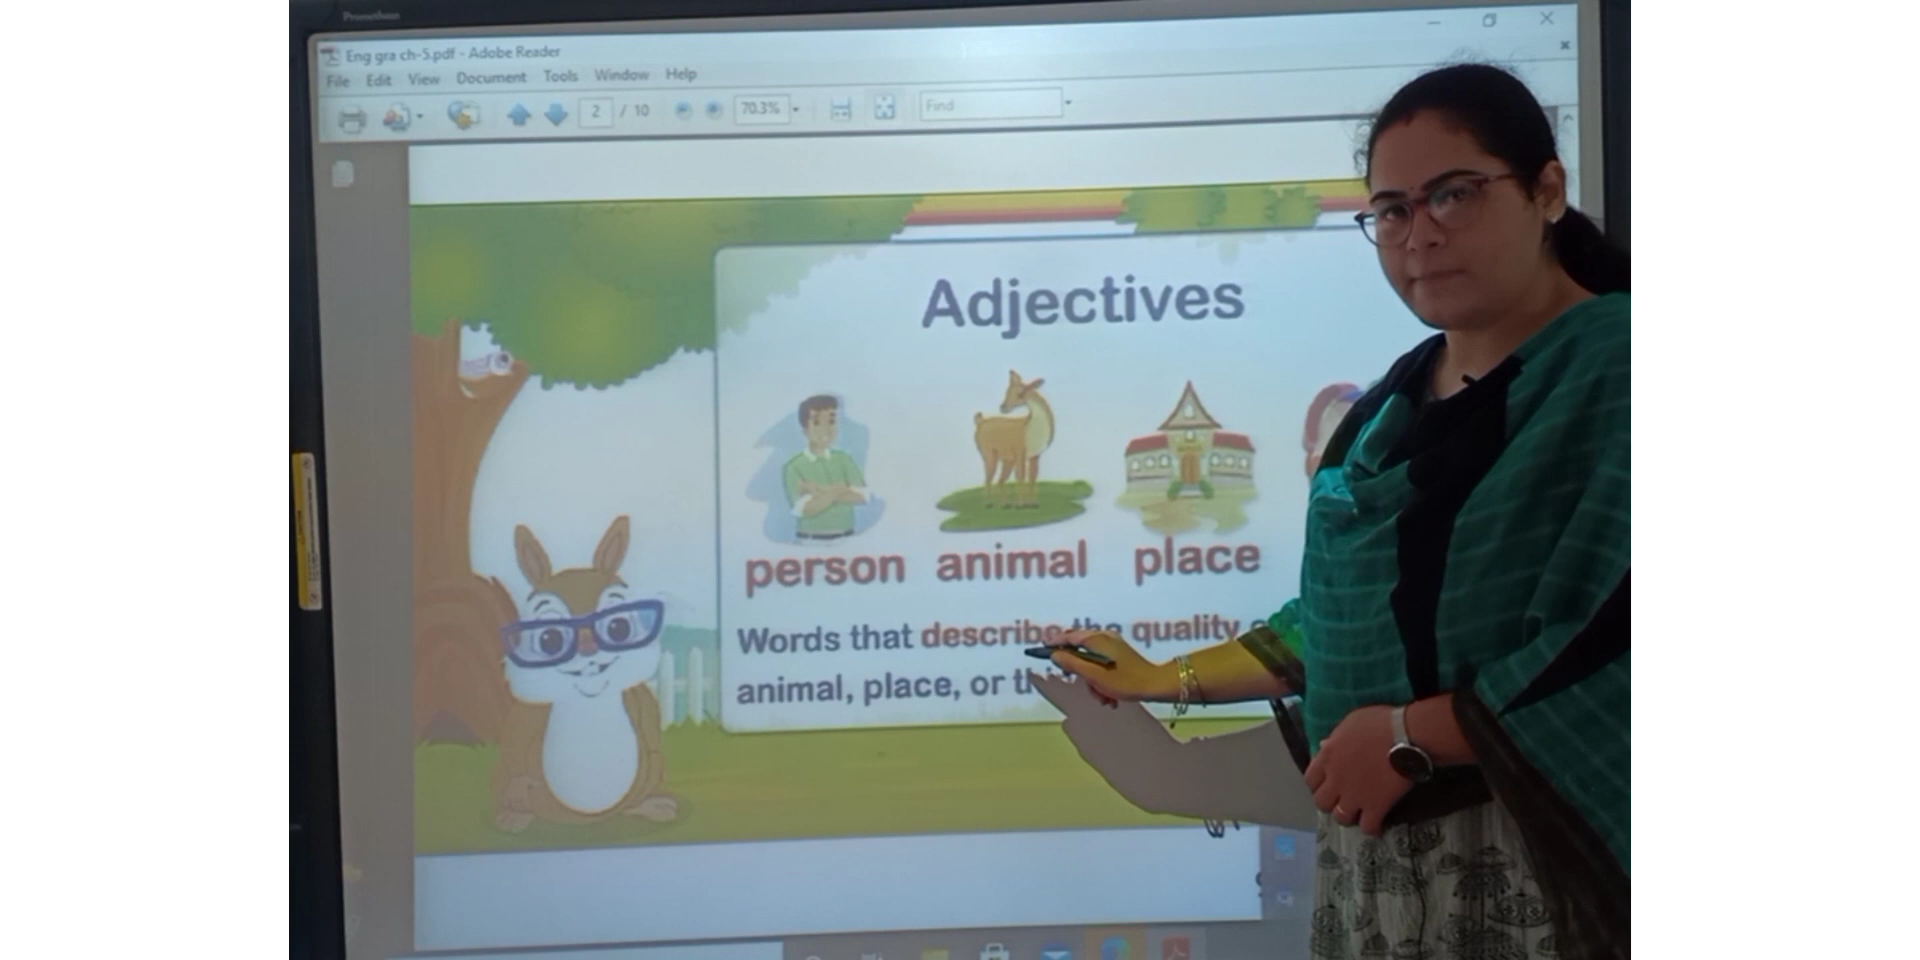 Promethean
Eng gra ch-5.pdf - Adobe Reader
File Edit View Document Tools Window Help
2 / 10 70.3% Find
Adjectives
person animal place
Words that describe the quality
animal, place, or